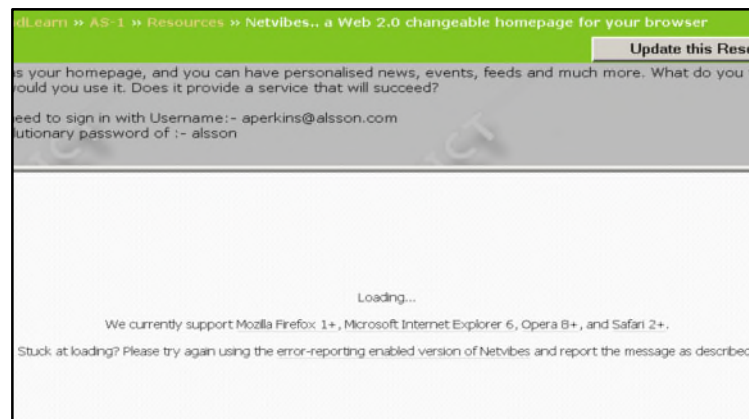 dLearn » AS-1 » Resources » Netvibes.. a Web 2.0 changeable homepage for your browser
Update this Reso
s your homepage, and you can have personalised news, events, feeds and much more. What do you
ould you use it. Does it provide a service that will succeed?
eed to sign in with Username:- aperkins@alsson.com
lutionary password of :- alsson
ICT
ICT
Loading...
We currently support Mozilla Firefox 1+, Microsoft Internet Explorer 6, Opera 8+, and Safari 2+.
Stuck at loading? Please try again using the error-reporting enabled version of Netvibes and report the message as described